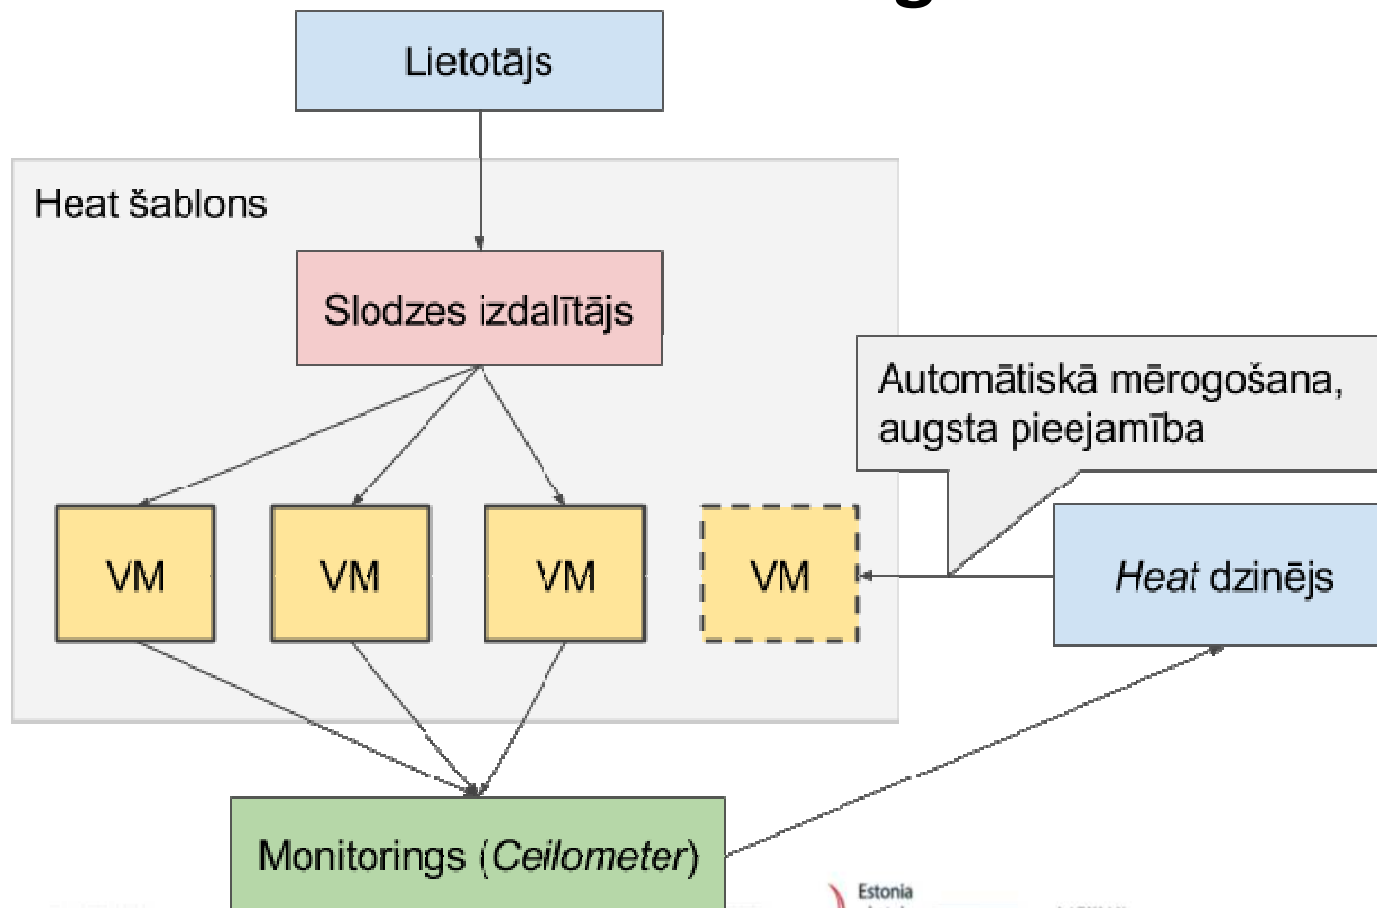 Lietotājs
Heat šablons
Slodzes izdalītājs
Automātiskā mērogošana,
augsta pieejamība
VM
VM
VM
VM
Heat dzinējs
Monitorings (Ceilometer)
Estonia